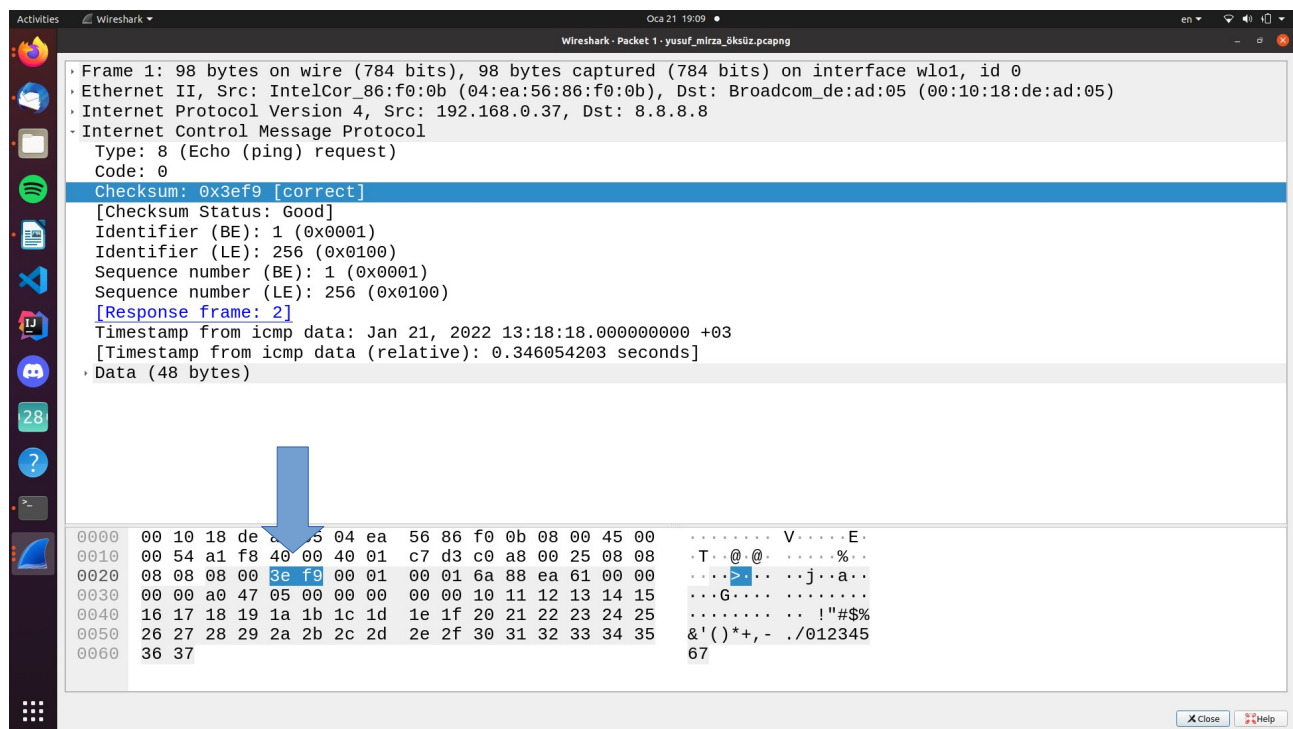 Activities Wireshark Oca 21 19:09 en
Wireshark · Packet 1 · yusuf_mirza_öksüz.pcapng
Frame 1: 98 bytes on wire (784 bits), 98 bytes captured (784 bits) on interface wlo1, id 0
Ethernet II, Src: IntelCor_86:f0:0b (04:ea:56:86:f0:0b), Dst: Broadcom_de:ad:05 (00:10:18:de:ad:05)
Internet Protocol Version 4, Src: 192.168.0.37, Dst: 8.8.8.8
Internet Control Message Protocol
Type: 8 (Echo (ping) request)
Code: 0
Checksum: 0x3ef9 [correct]
[Checksum Status: Good]
Identifier (BE): 1 (0x0001)
Identifier (LE): 256 (0x0100)
Sequence number (BE): 1 (0x0001)
Sequence number (LE): 256 (0x0100)
[Response frame: 2]
Timestamp from icmp data: Jan 21, 2022 13:18:18.000000000 +03
[Timestamp from icmp data (relative): 0.346054203 seconds]
Data (48 bytes)
28
0000 00 10 18 de 04 ea 56 86 f0 0b 08 00 45 00 ········ V·····E·
0010 00 54 a1 f8 40 00 40 01 c7 d3 c0 a8 00 25 08 08 ·T··@·@· ·····%··
0020 08 08 08 00 3e f9 00 01 00 01 6a 88 ea 61 00 00 ····>··· ··j··a··
0030 00 00 a0 47 05 00 00 00 00 00 10 11 12 13 14 15 ···G···· ········
0040 16 17 18 19 1a 1b 1c 1d 1e 1f 20 21 22 23 24 25 ········ ·· !"#$%
0050 26 27 28 29 2a 2b 2c 2d 2e 2f 30 31 32 33 34 35 &'()*+,- ./012345
0060 36 37 67
Close Help